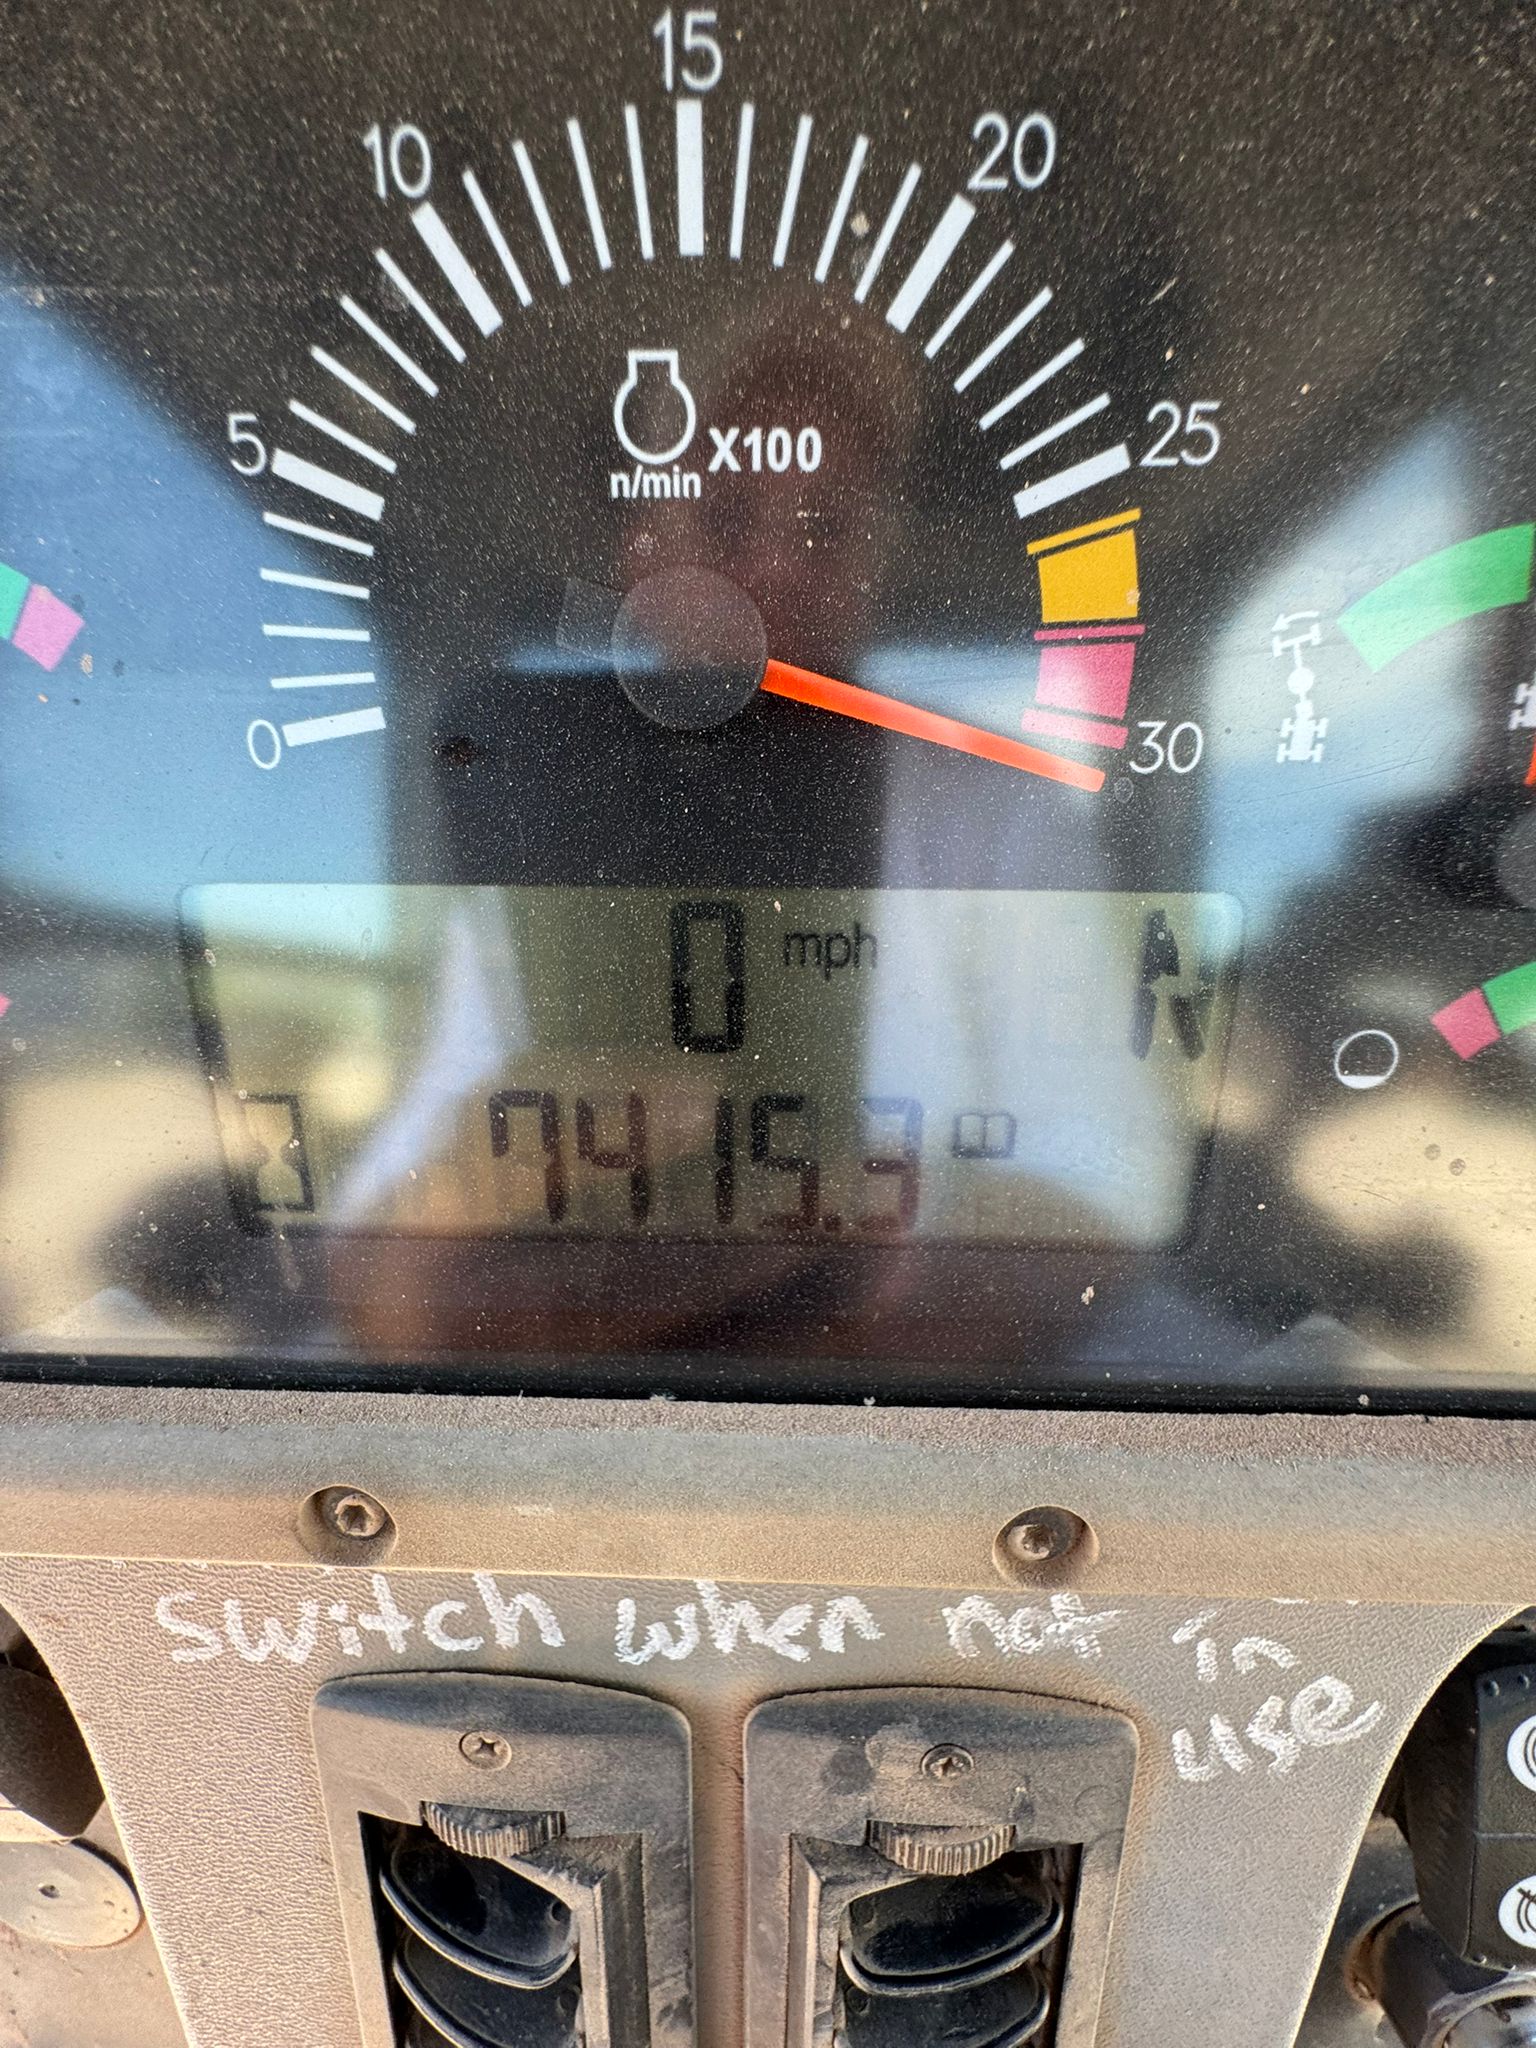 15
10
20
5
25
X100
n/min
0
30
0 mph
N
7415.3
switch when not in
use